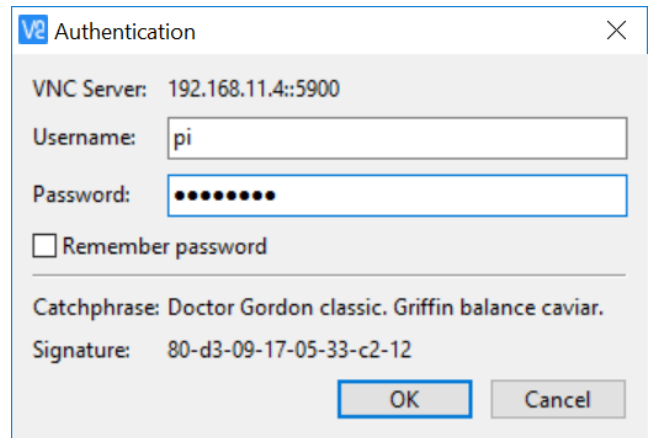 V2 Authentication
VNC Server: 192.168.11.4::5900
Username: pi
Password: ●●●●●●●●
Remember password
Catchphrase: Doctor Gordon classic. Griffin balance caviar.
Signature: 80-d3-09-17-05-33-c2-12
OK Cancel